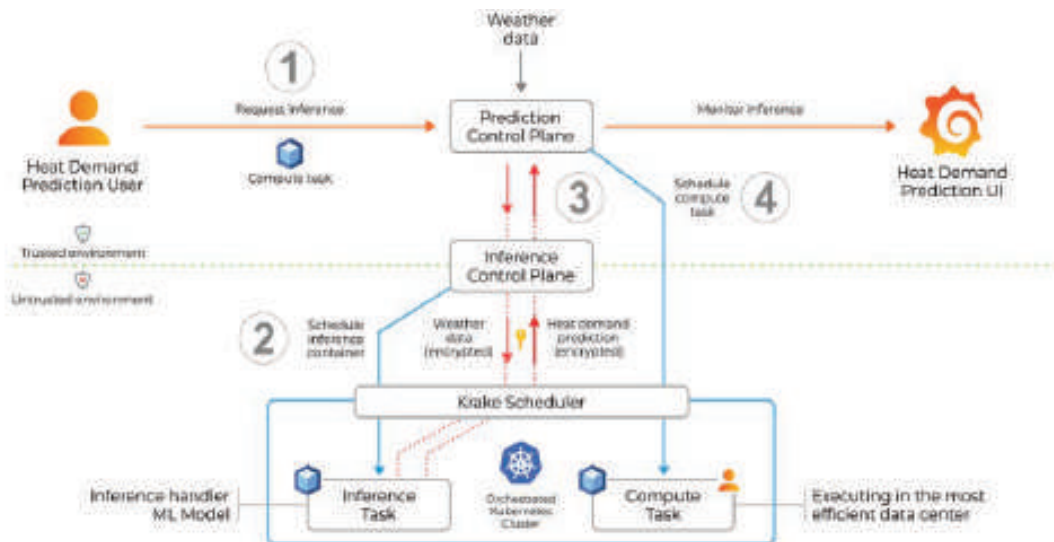 Weather
data
1
Request inference
Prediction
Control Plane
Monitor inference
Heat Demand
Prediction User
Compute task
3
Schedule
compute
task
4
Heat Demand
Prediction UI
Trusted environment
Inference
Control Plane
Untrusted environment
2
Schedule
inference
container
Weather
data
(encrypted)
Heat demand
prediction
(encrypted)
Krake Scheduler
Inference handler
ML Model
Inference
Task
Orchestrated
Kubernetes
Cluster
Compute
Task
Executing in the most
efficient data center